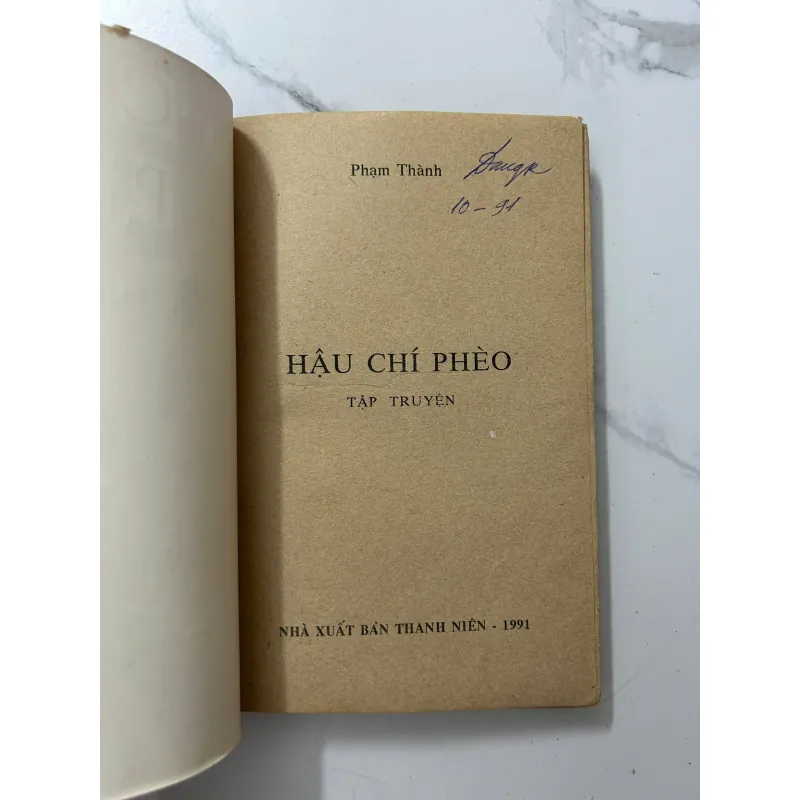 Phạm Thành
10 - 91
HẬU CHÍ PHÈO
TẬP TRUYỆN
NHÀ XUẤT BẢN THANH NIÊN - 1991